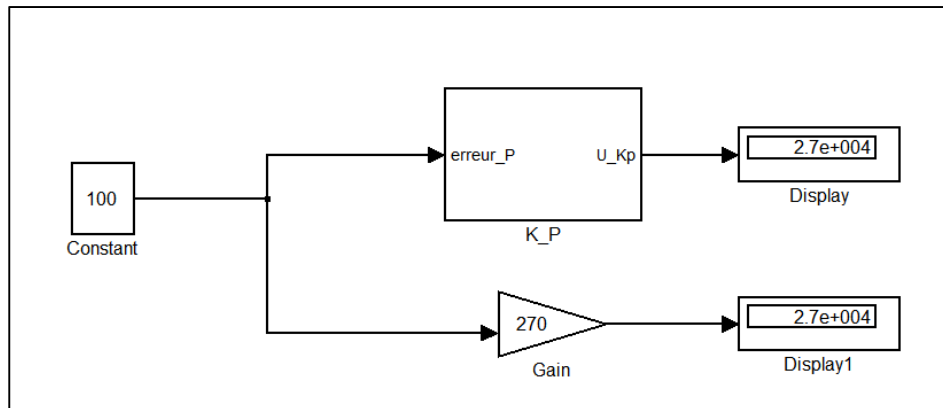 erreur_P
U_Kp
K_P
2.7e+004
Display
100
Constant
270
Gain
2.7e+004
Display1